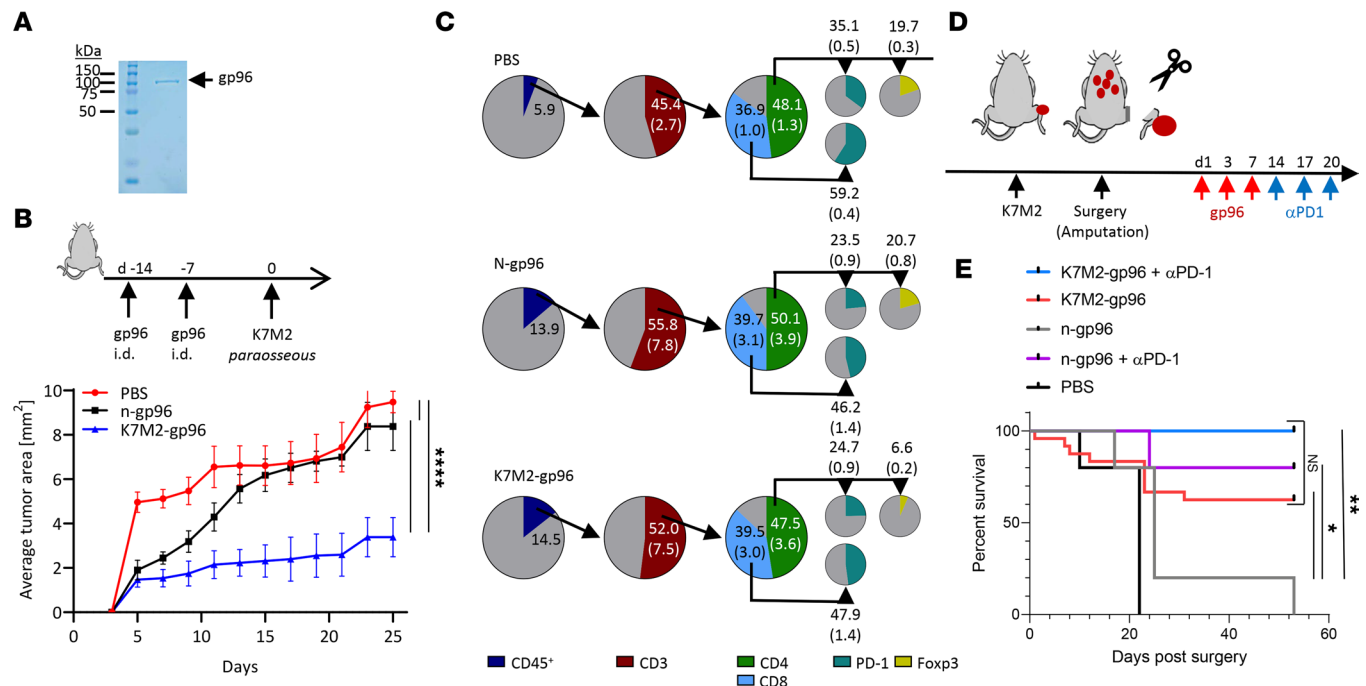 A
kDa
150
100
75
50
gp96
B
d -14
-7
0
gp96
i.d.
gp96
i.d.
K7M2
paraosseous
PBS
n-gp96
K7M2-gp96
****
Average tumor area [mm²]
10
8
6
4
2
0
0
5
10
15
20
25
Days
C
PBS
5.9
45.4
(2.7)
36.9
(1.0)
48.1
(1.3)
35.1
(0.5)
19.7
(0.3)
59.2
(0.4)
N-gp96
13.9
55.8
(7.8)
39.7
(3.1)
50.1
(3.9)
23.5
(0.9)
20.7
(0.8)
46.2
(1.4)
K7M2-gp96
14.5
52.0
(7.5)
39.5
(3.0)
47.5
(3.6)
24.7
(0.9)
6.6
(0.2)
47.9
(1.4)
CD45⁺
CD3
CD4
CD8
PD-1
Foxp3
D
d1
3
7
14
17
20
K7M2
Surgery
(Amputation)
gp96
αPD1
E
K7M2-gp96 + αPD-1
K7M2-gp96
n-gp96
n-gp96 + αPD-1
PBS
Percent survival
100
50
0
0
20
40
60
Days post surgery
NS
*
**